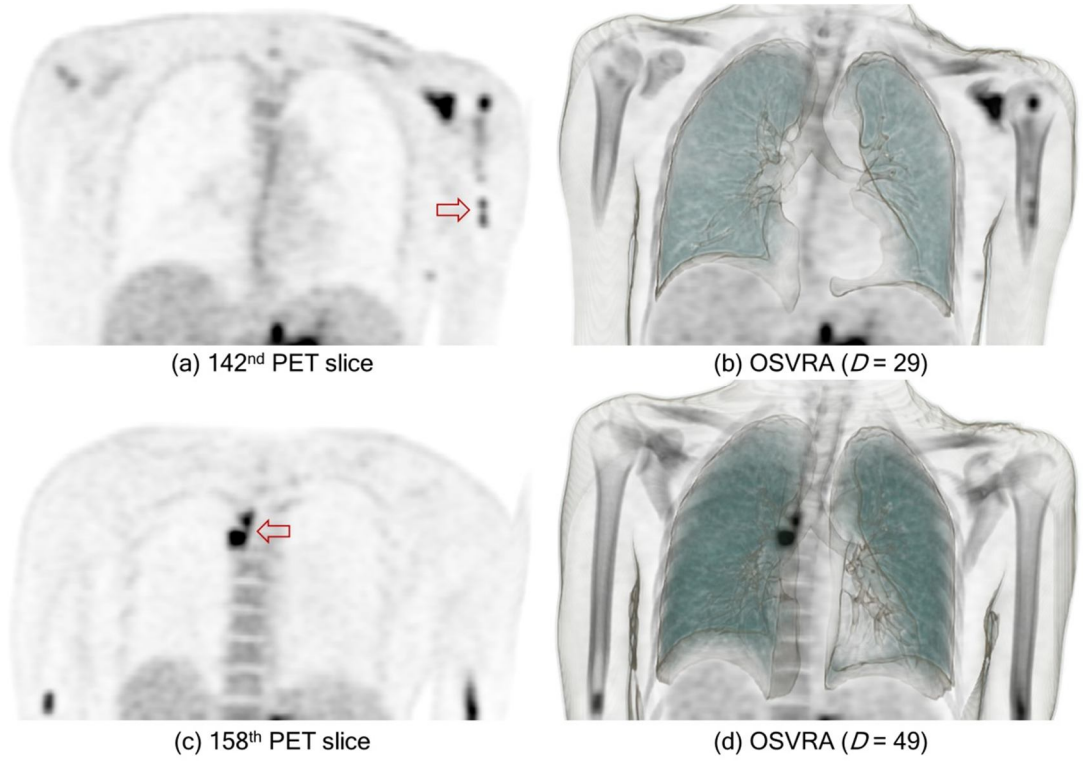 (a) 142nd PET slice
(b) OSVRA (D = 29)
(c) 158th PET slice
(d) OSVRA (D = 49)